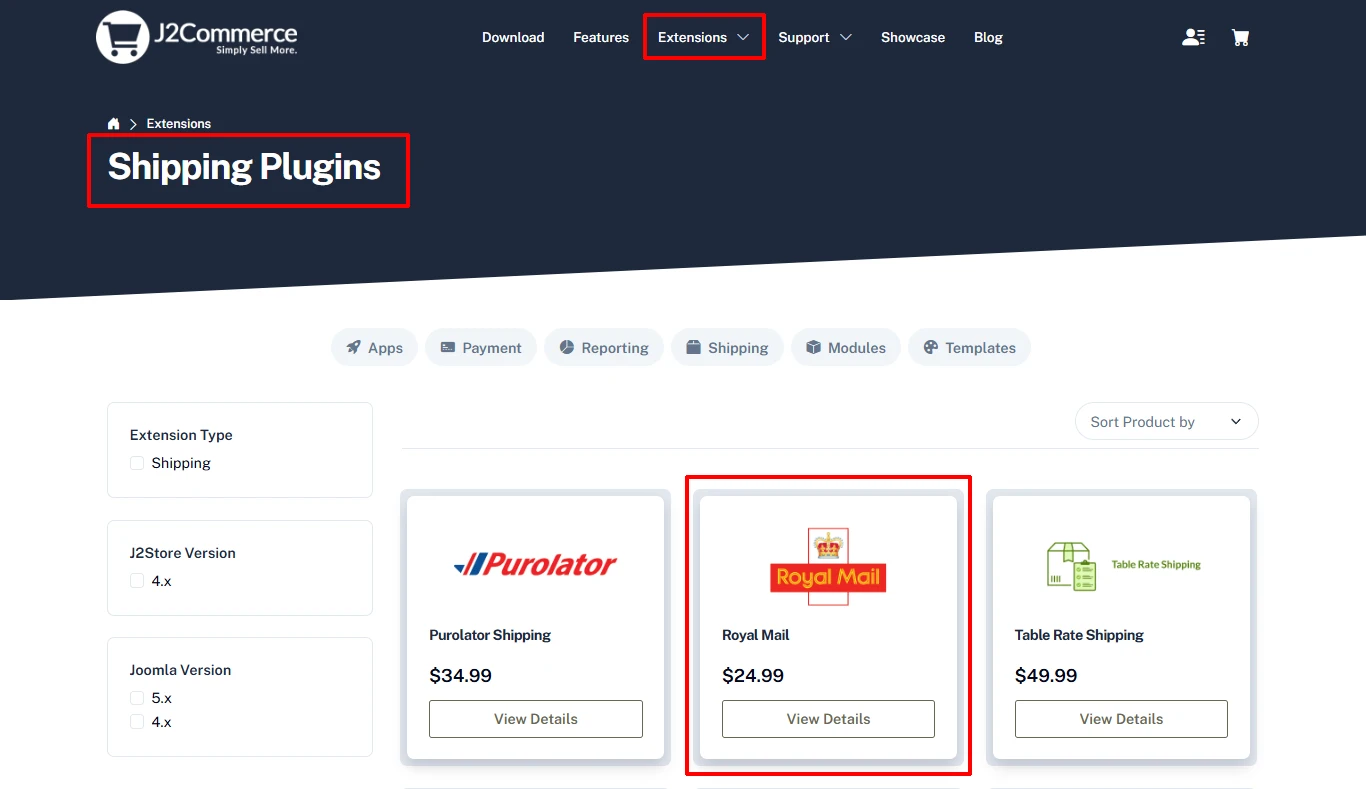 J2Commerce
Simply Sell More.
Download Features Extensions Support Showcase Blog
Extensions
Shipping Plugins
Apps Payment Reporting Shipping Modules Templates
Sort Product by
Extension Type
Shipping
J2Store Version
4.x
Joomla Version
5.x
4.x
Purolator
Purolator Shipping
$34.99
View Details
Royal Mail
Royal Mail
$24.99
View Details
Table Rate Shipping
Table Rate Shipping
$49.99
View Details